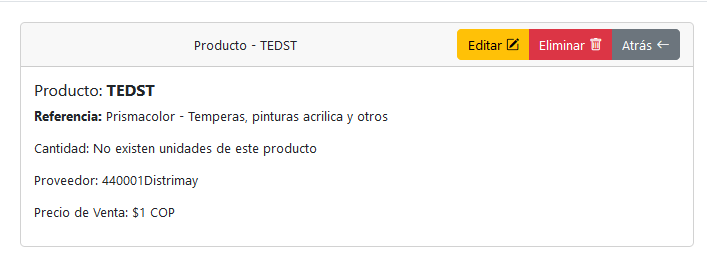 Producto - TEDST
Editar
Eliminar
Atrás ←
Producto: TEDST
Referencia: Prismacolor - Temperas, pinturas acrilica y otros
Cantidad: No existen unidades de este producto
Proveedor: 440001Distrimay
Precio de Venta: $1 COP